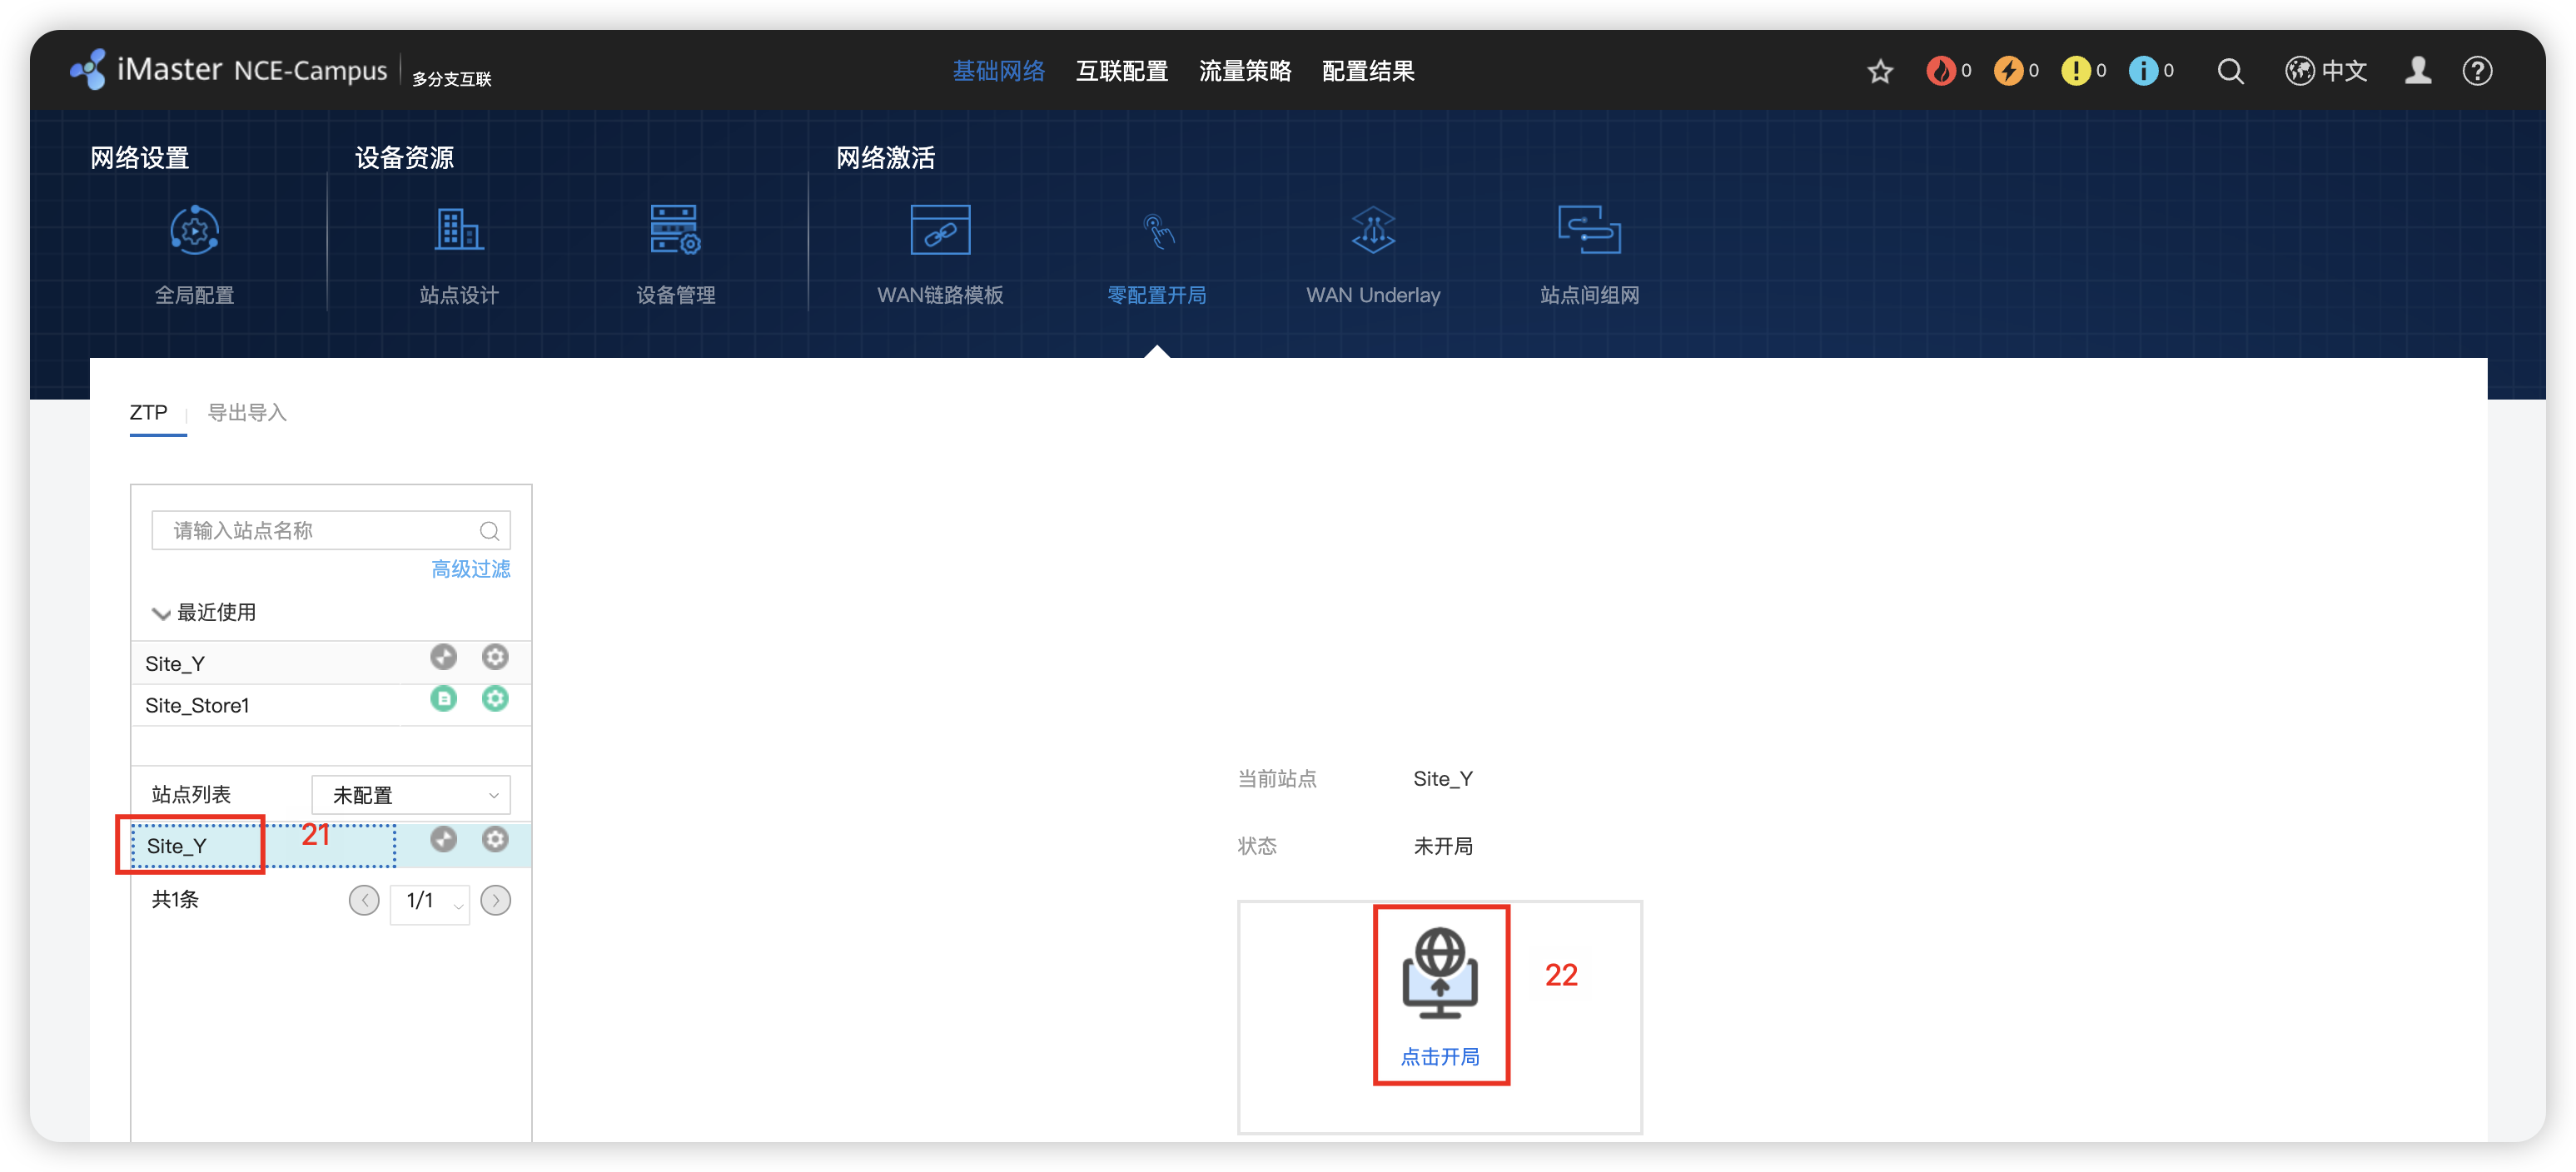 iMaster NCE-Campus 多分支互联 基础网络 互联配置 流量策略 配置结果 0 0 0 0 中文
网络设置 设备资源 网络激活
全局配置 站点设计 设备管理 WAN链路模板 零配置开局 WAN Underlay 站点间组网
ZTP 导出导入
请输入站点名称
高级过滤
最近使用
Site_Y
Site_Store1
站点列表 未配置
Site_Y 21
共1条 1/1
当前站点 Site_Y
状态 未开局
22
点击开局